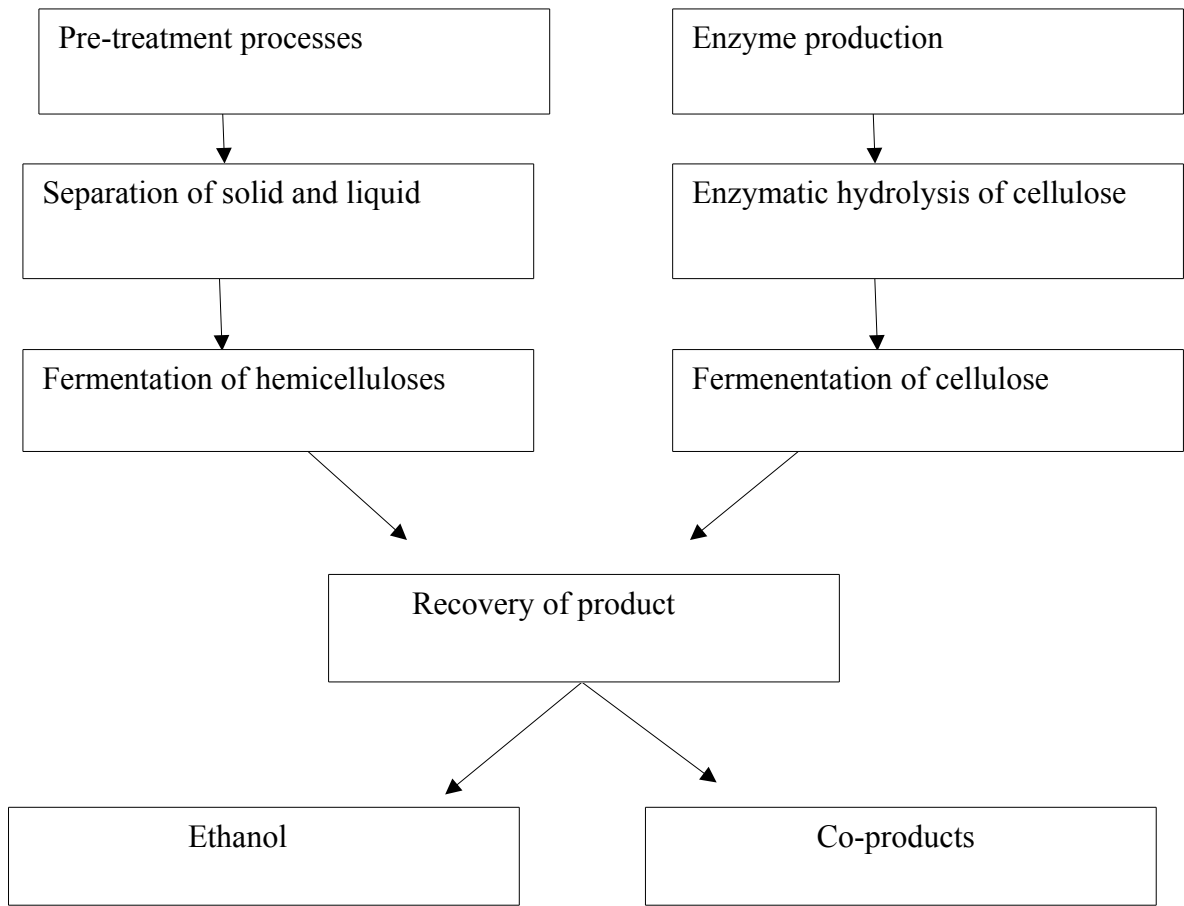 Pre-treatment processes
Enzyme production
Separation of solid and liquid
Enzymatic hydrolysis of cellulose
Fermentation of hemicelluloses
Fermenentation of cellulose
Recovery of product
Ethanol
Co-products